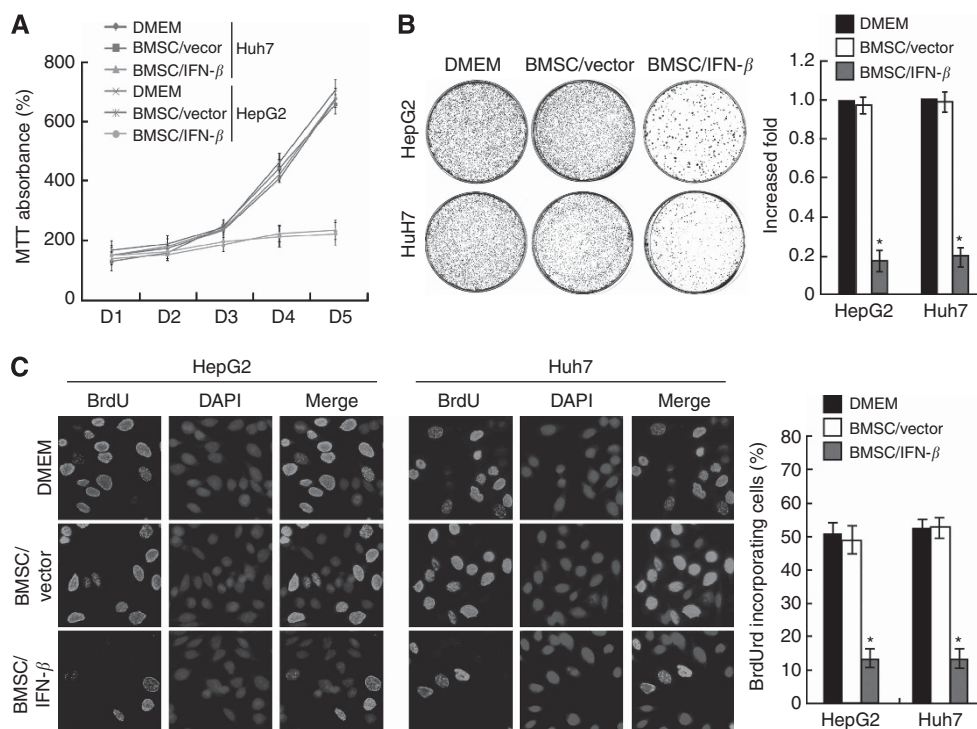 A
DMEM
BMSC/vecor
BMSC/IFN-β
Huh7
DMEM
BMSC/vector
BMSC/IFN-β
HepG2
MTT absorbance (%)
800
600
400
200
0
D1 D2 D3 D4 D5
B
DMEM BMSC/vector BMSC/IFN-β
HepG2
HuH7
DMEM
BMSC/vector
BMSC/IFN-β
Increased fold
1.2
1.0
0.8
0.6
0.4
0.2
0
* *
HepG2 Huh7
C
HepG2 Huh7
BrdU DAPI Merge BrdU DAPI Merge
DMEM
BMSC/
vector
BMSC/
IFN-β
DMEM
BMSC/vector
BMSC/IFN-β
BrdUrd incorporating cells (%)
80
70
60
50
40
30
20
10
0
* *
HepG2 Huh7